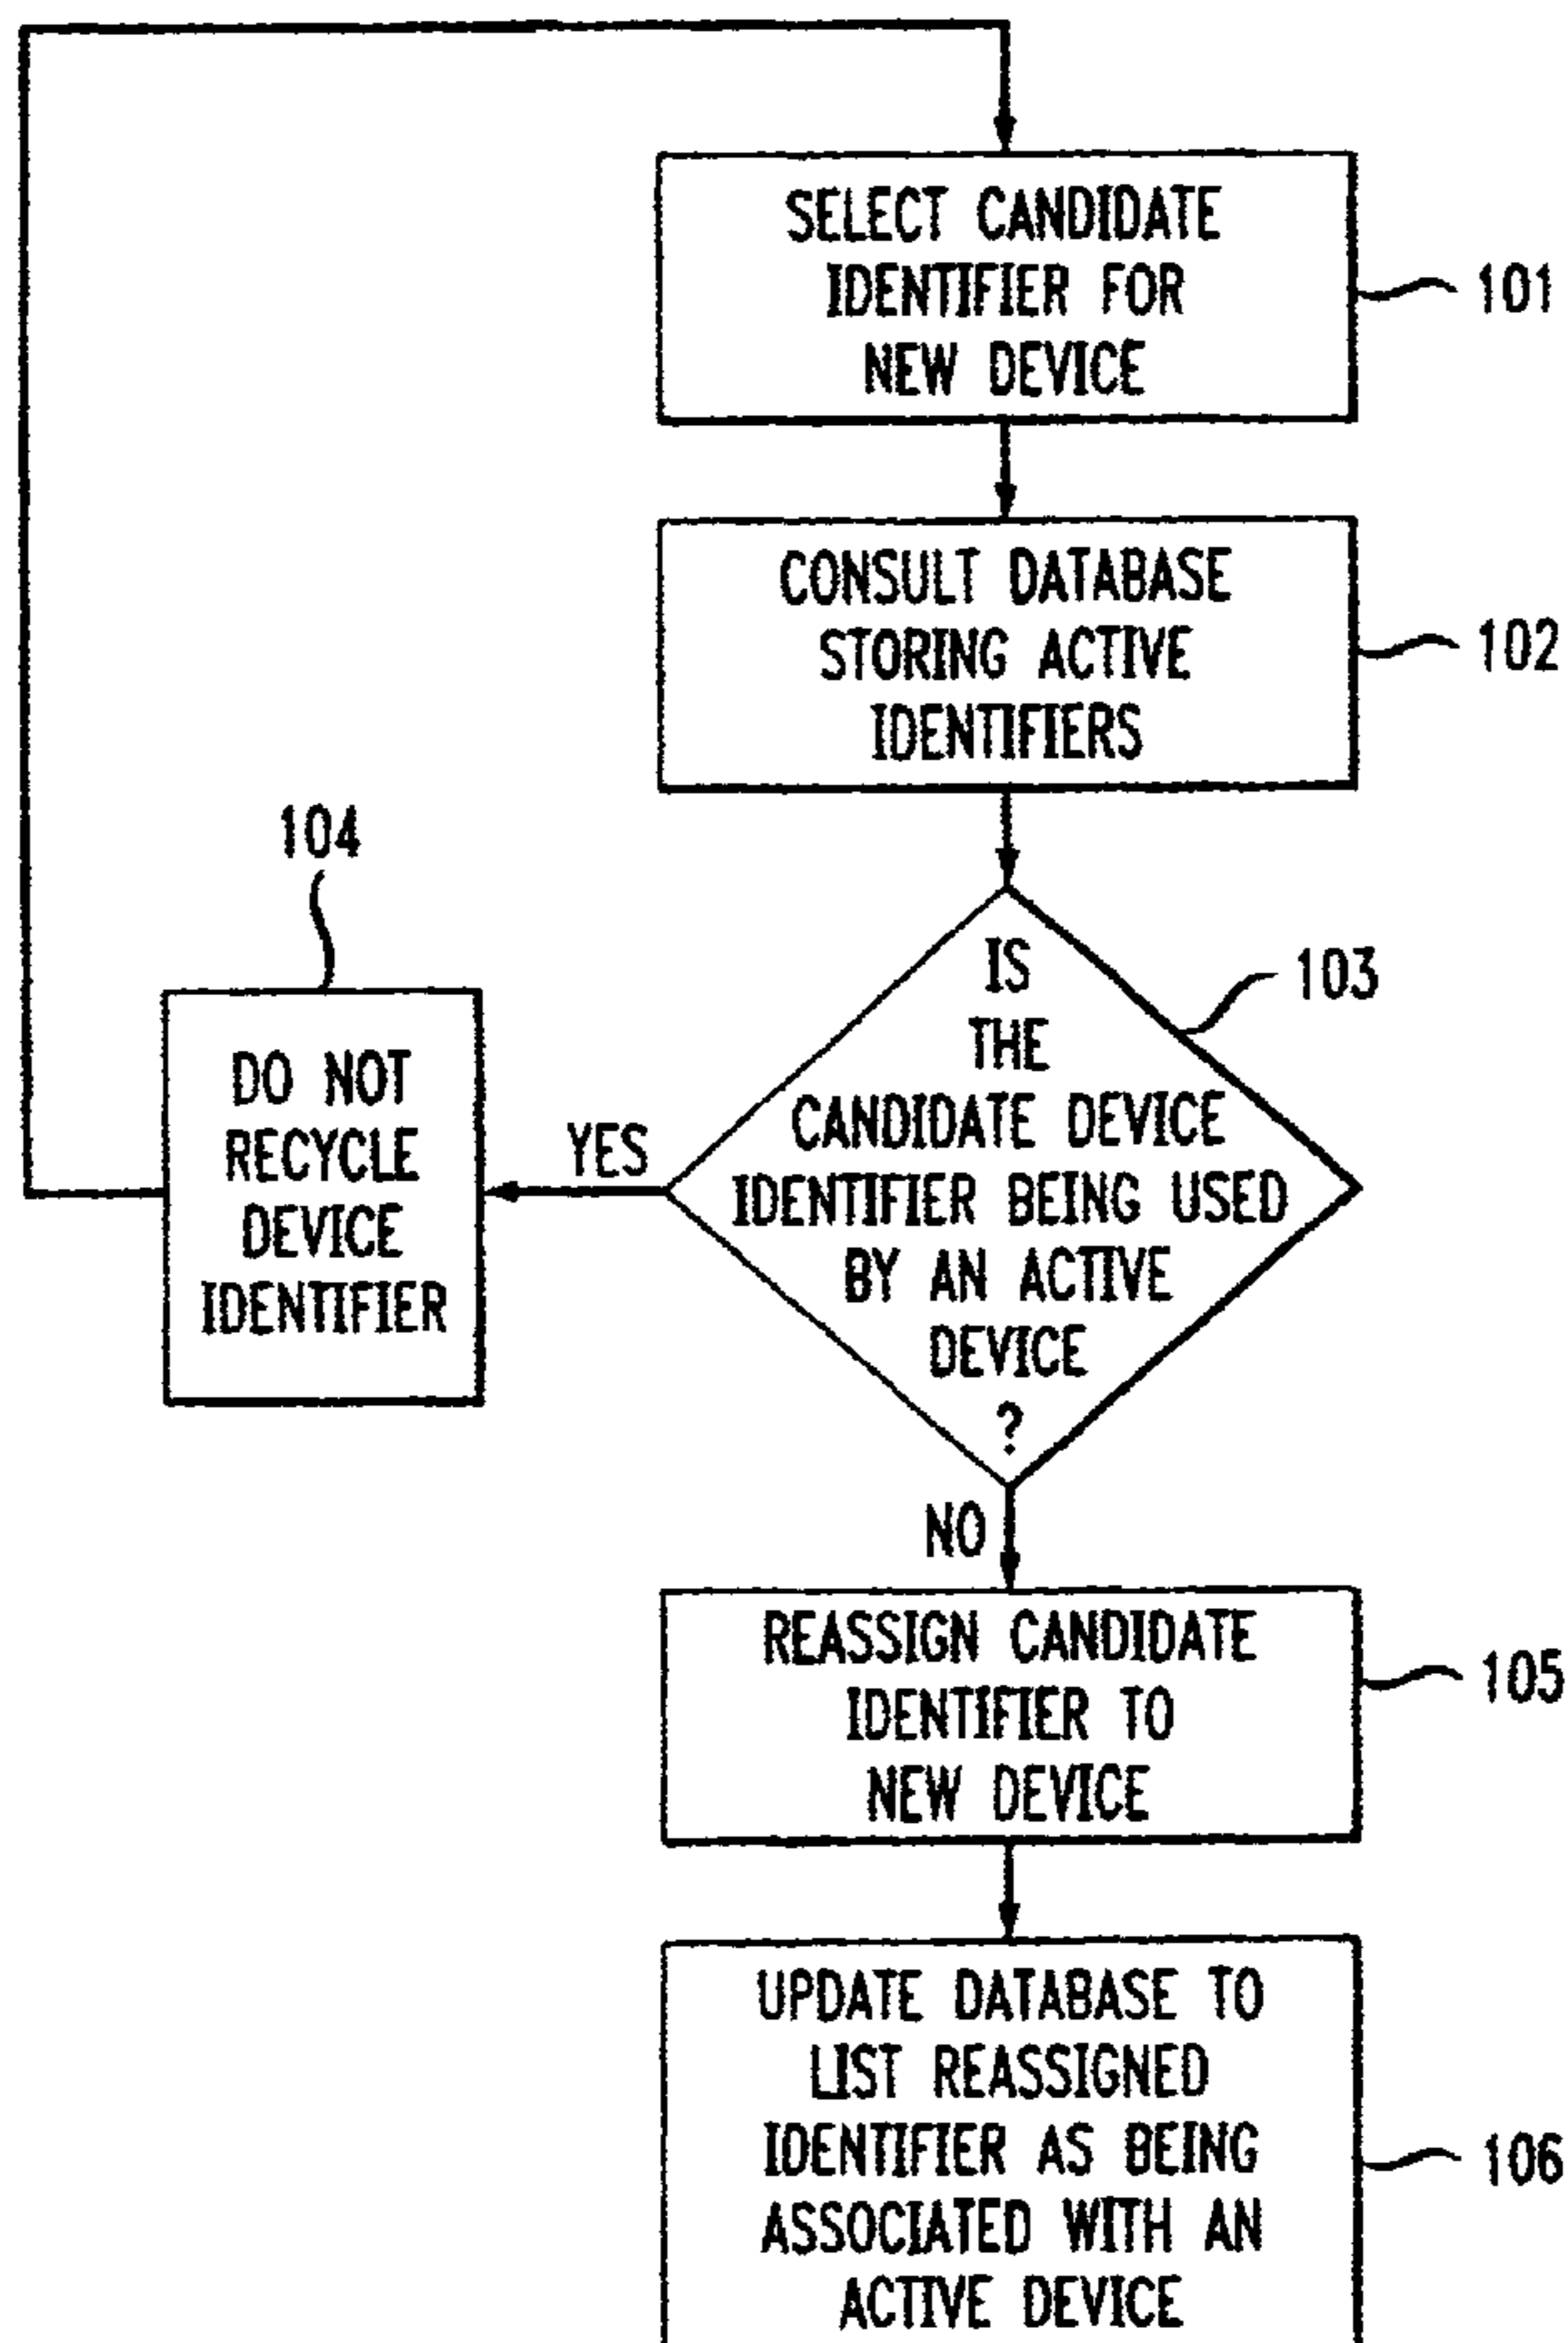 SELECT CANDIDATE
IDENTIFIER FOR
NEW DEVICE
101
CONSULT DATABASE
STORING ACTIVE
IDENTIFIERS
102
104
IS
THE
CANDIDATE DEVICE
IDENTIFIER BEING USED
BY AN ACTIVE
DEVICE
?
103
YES
DO NOT
RECYCLE
DEVICE
IDENTIFIER
NO
REASSIGN CANDIDATE
IDENTIFIER TO
NEW DEVICE
105
UPDATE DATABASE TO
LIST REASSIGNED
IDENTIFIER AS BEING
ASSOCIATED WITH AN
ACTIVE DEVICE
106